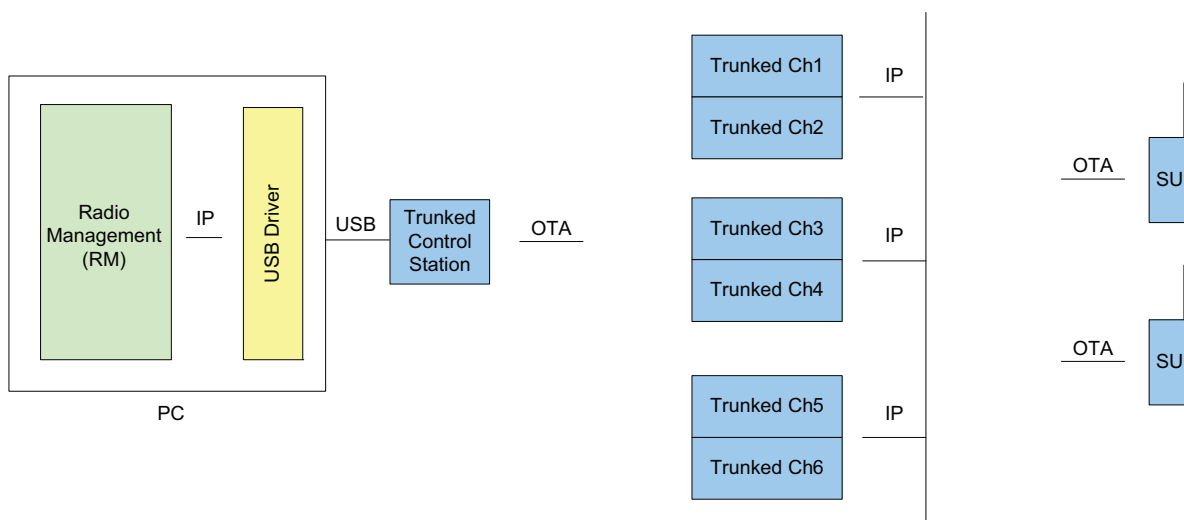 Radio
Management
(RM)
IP
USB Driver
PC
USB
Trunked
Control
Station
OTA
Trunked Ch1
Trunked Ch2
IP
Trunked Ch3
Trunked Ch4
IP
Trunked Ch5
Trunked Ch6
IP
OTA
SU
OTA
SU